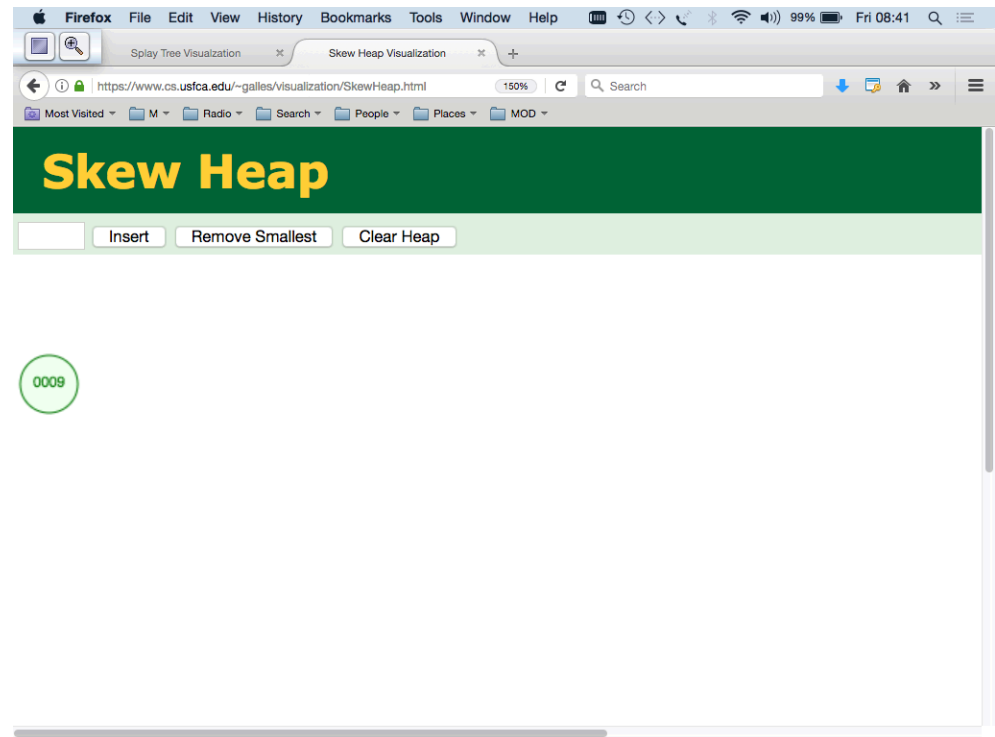 Firefox File Edit View History Bookmarks Tools Window Help 99% Fri 08:41
Splay Tree Visualzation Skew Heap Visualization
https://www.cs.usfca.edu/~galles/visualization/SkewHeap.html 150% Search
Most Visited M Radio Search People Places MOD
Skew Heap
Insert Remove Smallest Clear Heap
0009